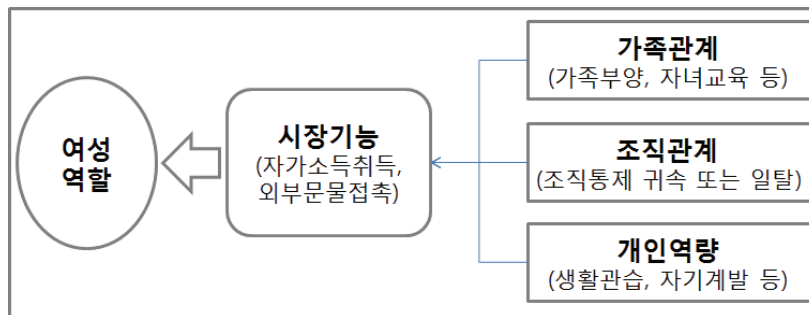 여성
역할
시장기능
(자가소득취득,
외부문물접촉)
가족관계
(가족부양, 자녀교육 등)
조직관계
(조직통제 귀속 또는 일탈)
개인역량
(생활관습, 자기계발 등)